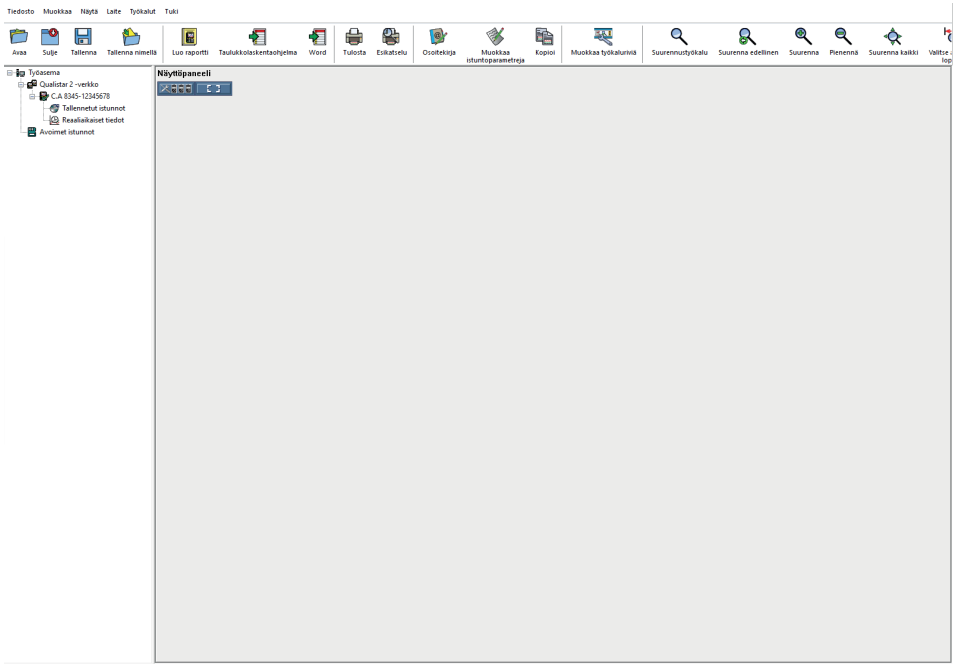 Tiedosto Muokkaa Näytä Laite Työkalut Tuki
Avaa Sulje Tallenna Tallenna nimellä Luo raportti Taulukkolaskentaohjelma Word Tulosta Esikatselu Osoitekirja Muokkaa istuntoparametreja Kopioi Muokkaa työkaluriviä Suurennustyökalu Suurenna edellinen Suurenna Pienennä Suurenna kaikki Valitse
Työasema
Qualistar 2 -verkko
C.A 8345-12345678
Tallennetut istunnot
Reaaliaikaiset tiedot
Avoimet istunnot
Näyttöpaneeli